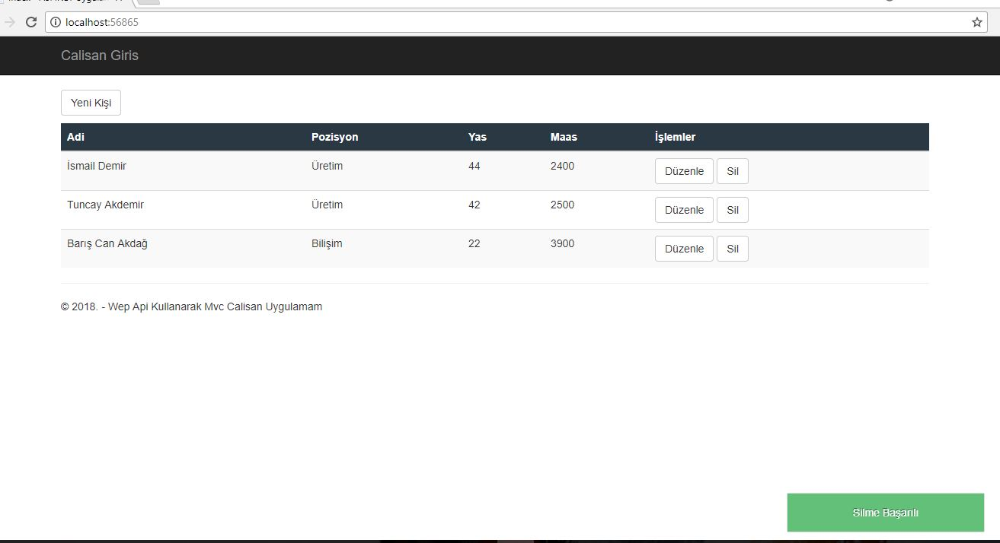 localhost:56865
Calisan Giris
Yeni Kişi
Adi Pozisyon Yas Maas İşlemler
İsmail Demir Üretim 44 2400 Düzenle Sil
Tuncay Akdemir Üretim 42 2500 Düzenle Sil
Barış Can Akdağ Bilişim 22 3900 Düzenle Sil
© 2018. - Wep Api Kullanarak Mvc Calisan Uygulamam
Silme Başarılı